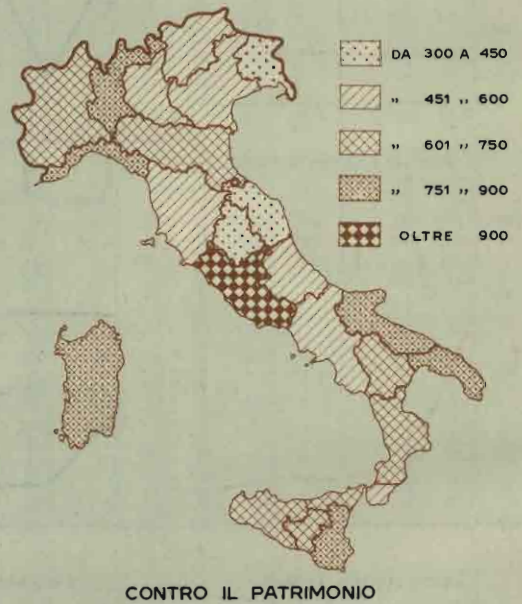 DA 300 A 450
" 451 " 600
" 601 " 750
" 751 " 900
OLTRE 900
CONTRO IL PATRIMONIO